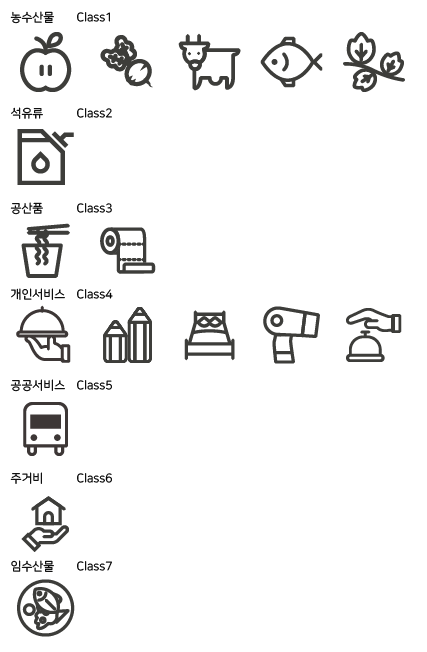 농수산물 Class1
석유류 Class2
공산품 Class3
개인서비스 Class4
공공서비스 Class5
주거비 Class6
임수산물 Class7